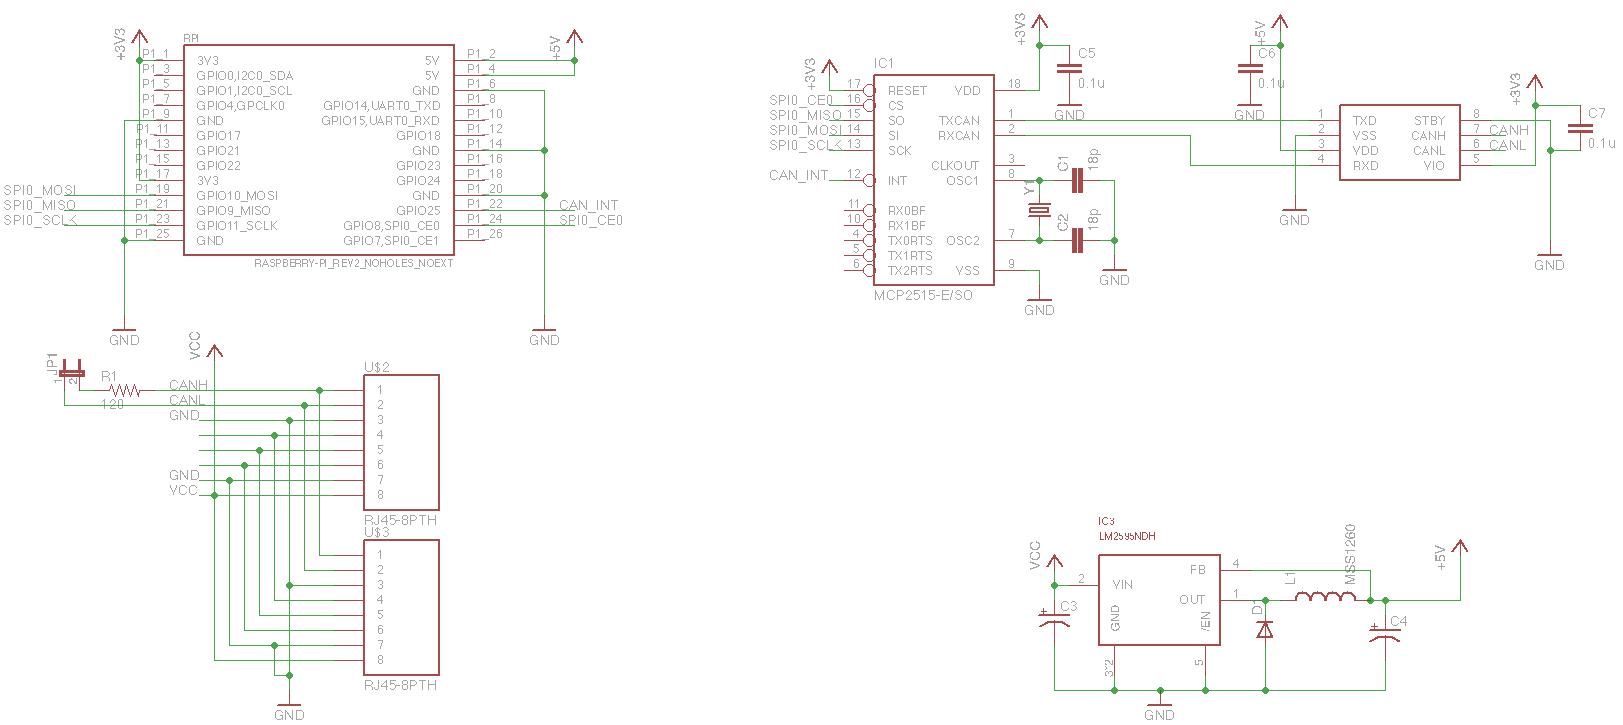 +3V3
RPI
+5V
P1_1 3V3 5V P1_2
P1_3 GPIO0,I2C0_SDA 5V P1_4
P1_5 GPIO1,I2C0_SCL GND P1_6
P1_7 GPIO4,GPCLK0 GPIO14,UART0_TXD P1_8
P1_9 GND GPIO15,UART0_RXD P1_10
P1_11 GPIO17 GPIO18 P1_12
P1_13 GPIO21 GND P1_14
P1_15 GPIO22 GPIO23 P1_16
P1_17 3V3 GPIO24 P1_18
SPI0_MOSI P1_19 GPIO10_MOSI GND P1_20
SPI0_MISO P1_21 GPIO9_MISO GPIO25 P1_22 CAN_INT
SPI0_SCLK P1_23 GPIO11_SCLK GPIO8,SPI0_CE0 P1_24 SPI0_CE0
P1_25 GND GPIO7,SPI0_CE1 P1_26
RASPBERRY-PI_REV2_NOHOLES_NOEXT
GND
GND
+3V3
IC1
+3V3
C5
0.1u
GND
17 RESET VDD 18
SPI0_CE0 16 CS
SPI0_MISO 15 SO TXCAN 1
SPI0_MOSI 14 SI RXCAN 2
SPI0_SCLK 13 SCK
CLKOUT 3
CAN_INT 12 INT OSC1 8
11 RX0BF
10 RX1BF
4 TX0RTS OSC2 7
5 TX1RTS
6 TX2RTS VSS 9
MCP2515-E/SO
Y1
C1
18p
C2
18p
GND
GND
+5V
C6
0.1u
GND
+3V3
C7
0.1u
1 TXD STBY 8
2 VSS CANH 7 CANH
3 VDD CANL 6 CANL
4 RXD VIO 5
GND
GND
VCC
JP1
1
2
R1
120
U$2
CANH 1
CANL 2
GND 3
4
5
6
GND 7
VCC 8
RJ45-8PTH
U$3
1
2
3
4
5
6
7
8
RJ45-8PTH
GND
IC3
LM2595NDH
VCC
2 VIN FB 4
OUT 1
GND
/EN
3*2
5
C3
+
L1
MSS1260
+5V
C4
+
GND